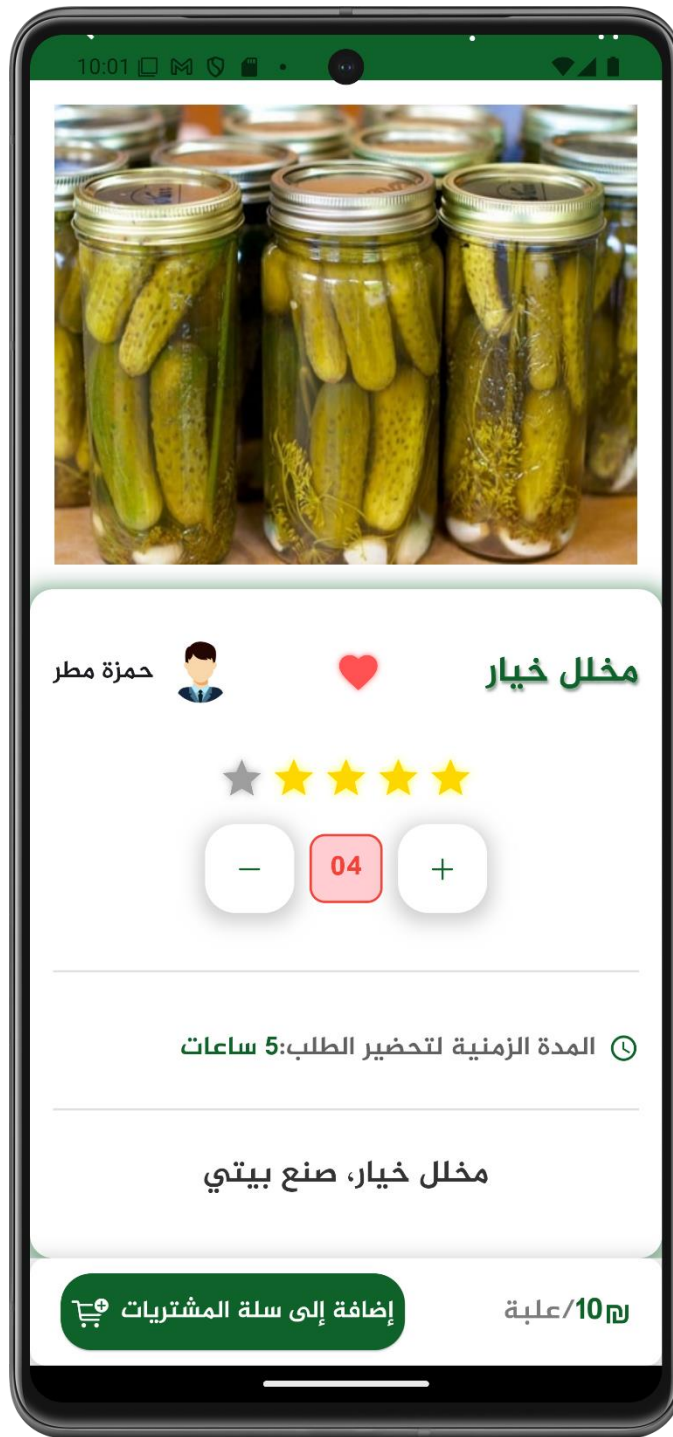 10:01
مخلل خيار
حمزة مطر
04
المدة الزمنية لتحضير الطلب:5 ساعات
مخلل خيار، صنع بيتي
₪10/علبة
إضافة إلى سلة المشتريات